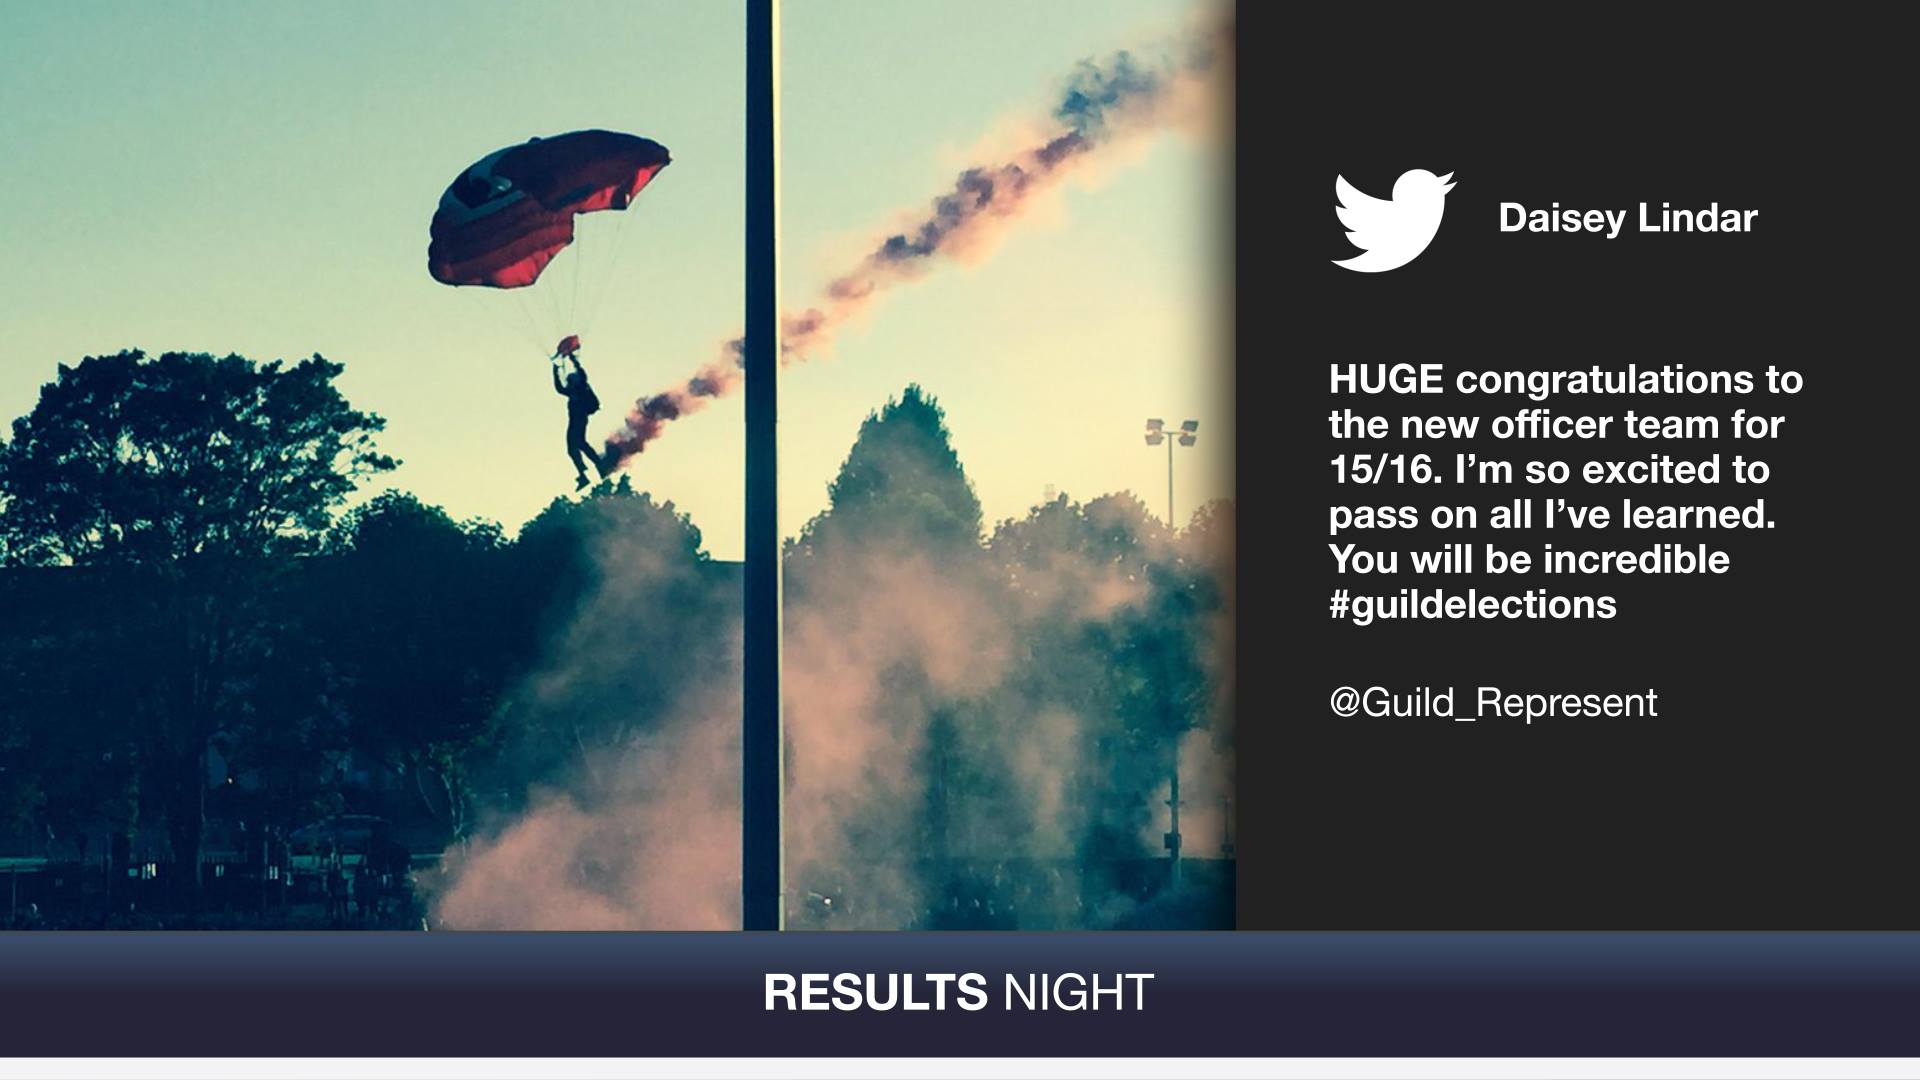 Daisey Lindar
HUGE congratulations to
the new officer team for
15/16. I’m so excited to
pass on all I’ve learned.
You will be incredible
#guildelections
@Guild_Represent
RESULTS NIGHT